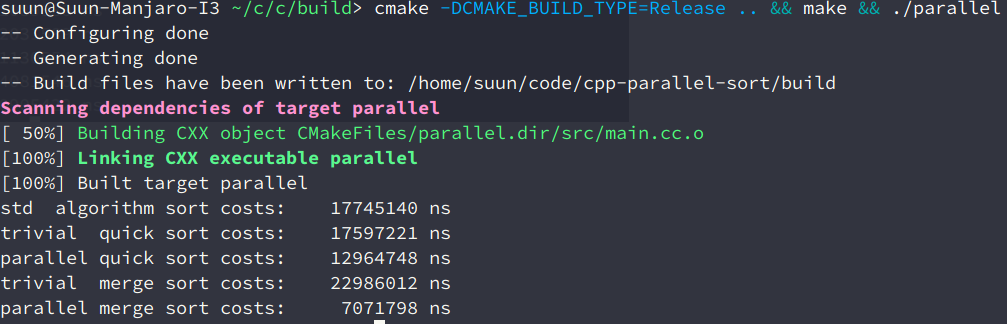 suun@Suun-Manjaro-I3 ~/c/c/build> cmake -DCMAKE_BUILD_TYPE=Release .. && make && ./parallel
-- Configuring done
-- Generating done
-- Build files have been written to: /home/suun/code/cpp-parallel-sort/build
Scanning dependencies of target parallel
[ 50%] Building CXX object CMakeFiles/parallel.dir/src/main.cc.o
[100%] Linking CXX executable parallel
[100%] Built target parallel
std  algorithm sort costs:    17745140 ns
trivial  quick sort costs:    17597221 ns
parallel quick sort costs:    12964748 ns
trivial  merge sort costs:    22986012 ns
parallel merge sort costs:     7071798 ns